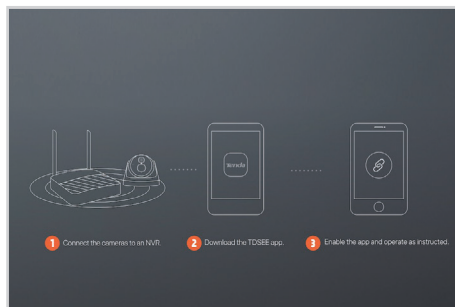 Tenda
1 Connect the cameras to an NVR.
2 Download the TDSEE app.
3 Enable the app and operate as instructed.